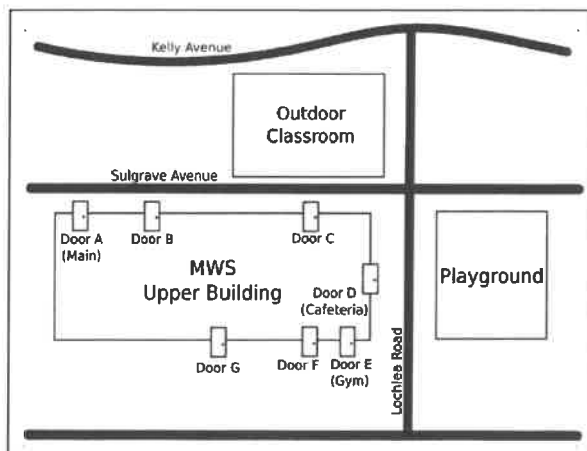 Kelly Avenue
Outdoor
Classroom
Sulgrave Avenue
Door A
(Main)
Door B
Door C
MWS
Upper Building
Door D
(Cafeteria)
Playground
Door G
Door F
Door E
(Gym)
Lochlea Road